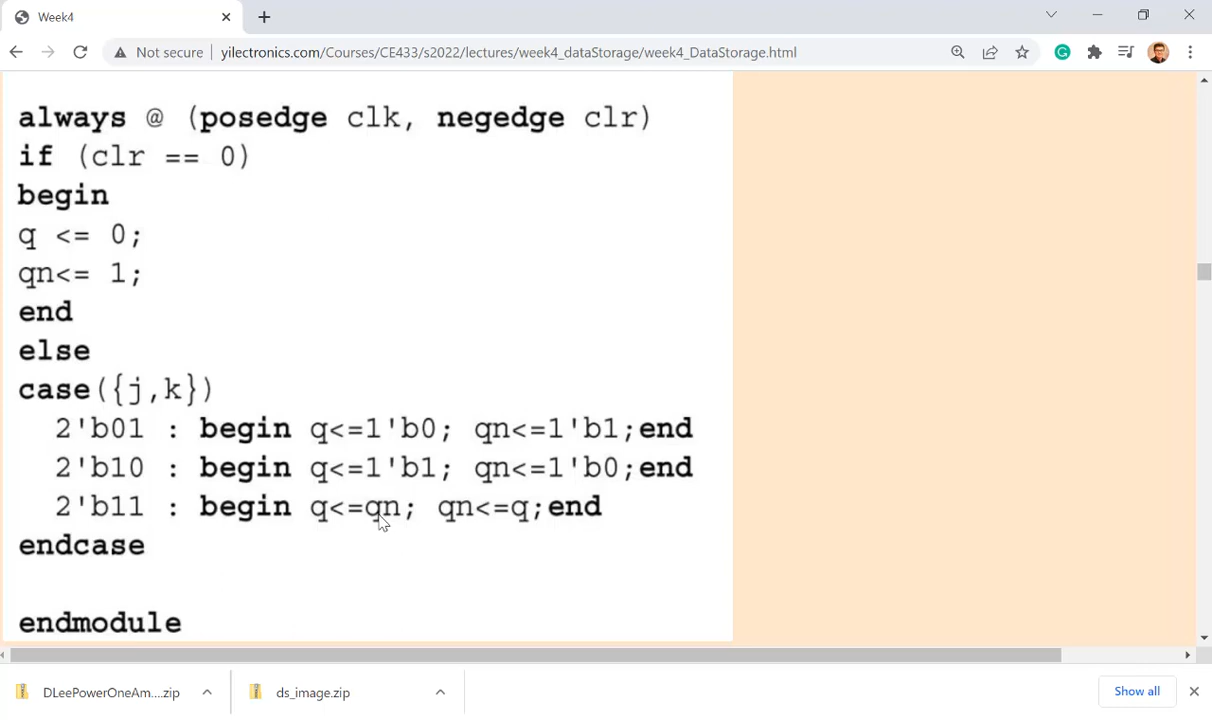 Week4
Not secure | yilectronics.com/Courses/CE433/s2022/lectures/week4_dataStorage/week4_DataStorage.html
always @ (posedge clk, negedge clr)
if (clr == 0)
begin
q <= 0;
qn<= 1;
end
else
case({j,k})
2'b01 : begin q<=1'b0; qn<=1'b1;end
2'b10 : begin q<=1'b1; qn<=1'b0;end
2'b11 : begin q<=qn; qn<=q;end
endcase
endmodule
DLeePowerOneAm....zip
ds_image.zip
Show all